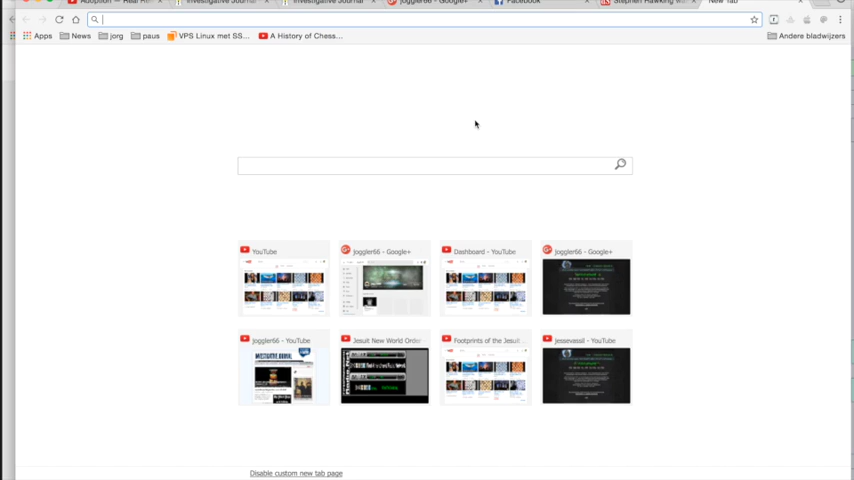 Adoption — Real Re
Investigative Journal
Investigative Journal
joggler66 - Google+
Facebook
Stephen Hawking w
New Tab
Apps News jorg paus VPS Linux met SS... A History of Chess... Andere bladwijzers
YouTube joggler66 - Google+ Dashboard - YouTube joggler66 - Google+
joggler66 - YouTube Jesuit New World Order Footprints of the Jesuit ... jessevassil - YouTube
Disable custom new tab page